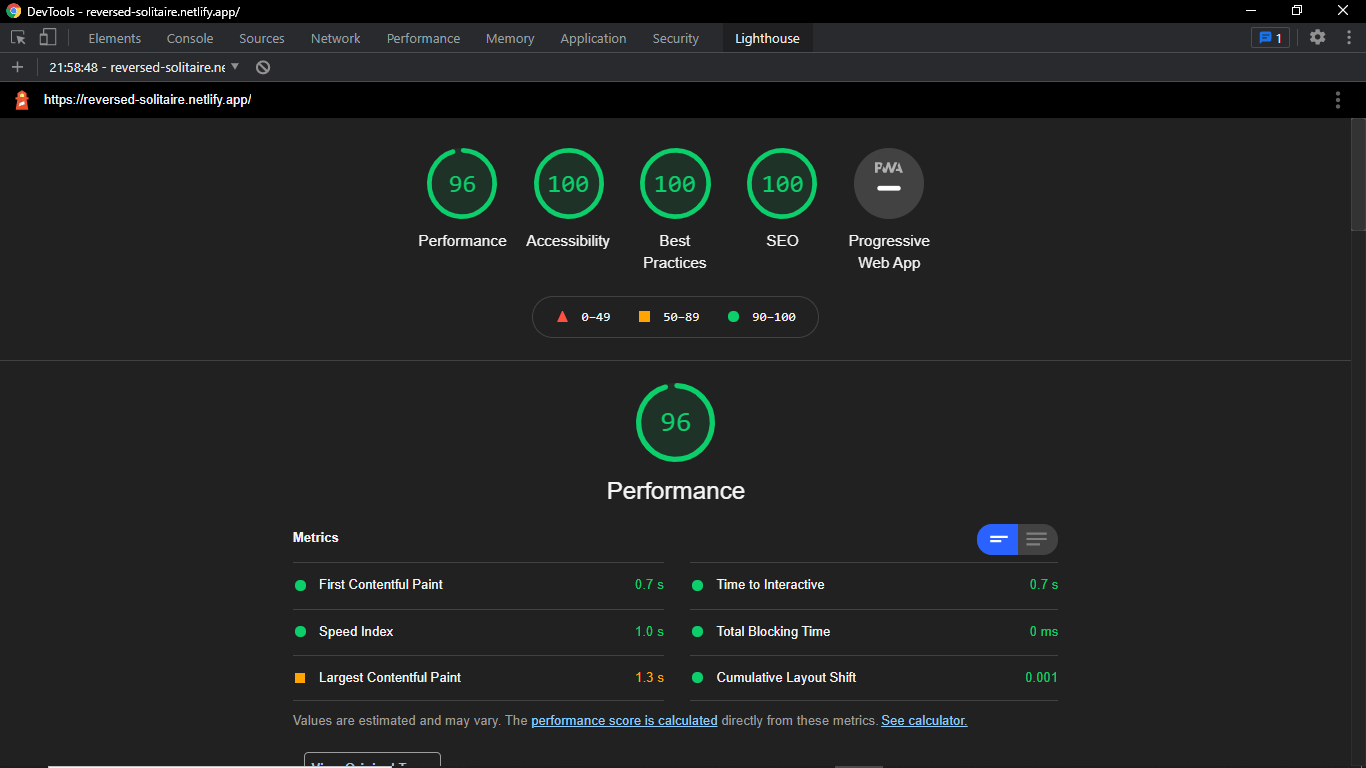 DevTools - reversed-solitaire.netlify.app/
Elements Console Sources Network Performance Memory Application Security Lighthouse 1
21:58:48 - reversed-solitaire.ne
https://reversed-solitaire.netlify.app/
96 100 100 100 PWA
Performance Accessibility Best Practices SEO Progressive Web App
0–49 50–89 90–100
96
Performance
Metrics
First Contentful Paint 0.7 s
Time to Interactive 0.7 s
Speed Index 1.0 s
Total Blocking Time 0 ms
Largest Contentful Paint 1.3 s
Cumulative Layout Shift 0.001
Values are estimated and may vary. The performance score is calculated directly from these metrics. See calculator.